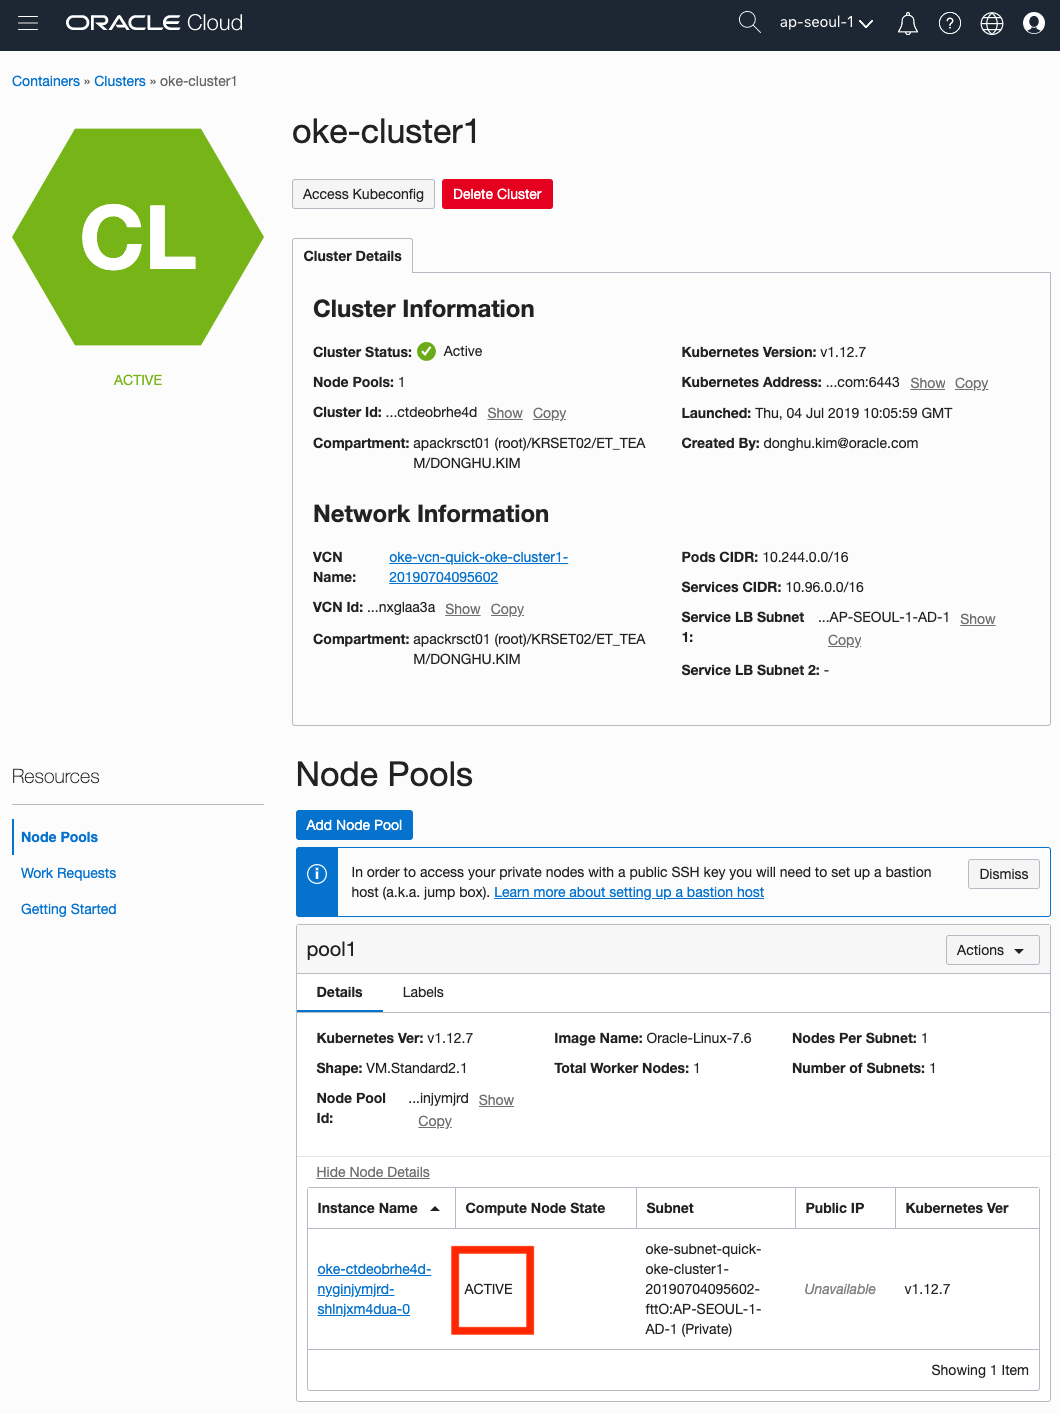 ORACLE Cloud
ap-seoul-1
Containers » Clusters » oke-cluster1
CL
ACTIVE
oke-cluster1
Access Kubeconfig
Delete Cluster
Cluster Details
Cluster Information
Cluster Status: Active
Node Pools: 1
Cluster Id: ...ctdeobrhe4d Show Copy
Compartment: apackrsct01 (root)/KRSET02/ET_TEA
M/DONGHU.KIM
Kubernetes Version: v1.12.7
Kubernetes Address: ...com:6443 Show Copy
Launched: Thu, 04 Jul 2019 10:05:59 GMT
Created By: donghu.kim@oracle.com
Network Information
VCN Name: oke-vcn-quick-oke-cluster1-
20190704095602
VCN Id: ...nxglaa3a Show Copy
Compartment: apackrsct01 (root)/KRSET02/ET_TEA
M/DONGHU.KIM
Pods CIDR: 10.244.0.0/16
Services CIDR: 10.96.0.0/16
Service LB Subnet 1: ...AP-SEOUL-1-AD-1 Show
Copy
Service LB Subnet 2: -
Resources
Node Pools
Work Requests
Getting Started
Node Pools
Add Node Pool
In order to access your private nodes with a public SSH key you will need to set up a bastion
host (a.k.a. jump box). Learn more about setting up a bastion host
Dismiss
pool1
Actions
Details Labels
Kubernetes Ver: v1.12.7
Image Name: Oracle-Linux-7.6
Nodes Per Subnet: 1
Shape: VM.Standard2.1
Total Worker Nodes: 1
Number of Subnets: 1
Node Pool Id: ...injymjrd Show
Copy
Hide Node Details
Instance Name Compute Node State Subnet Public IP Kubernetes Ver
oke-ctdeobrhe4d-
nyginjymjrd-
shlnjxm4dua-0
ACTIVE
oke-subnet-quick-
oke-cluster1-
20190704095602-
fttO:AP-SEOUL-1-
AD-1 (Private)
Unavailable
v1.12.7
Showing 1 Item